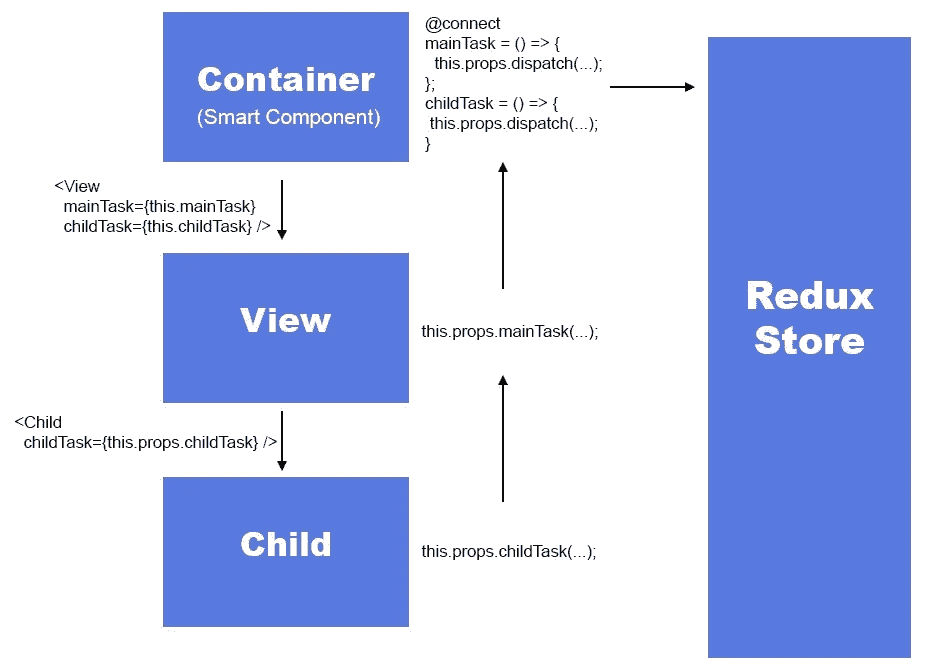 Container
(Smart Component)
@connect
mainTask = () => {
this.props.dispatch(...);
};
childTask = () => {
this.props.dispatch(...);
}
<View
mainTask={this.mainTask}
childTask={this.childTask} />
View
this.props.mainTask(...);
<Child
childTask={this.props.childTask} />
Child
this.props.childTask(...);
Redux
Store